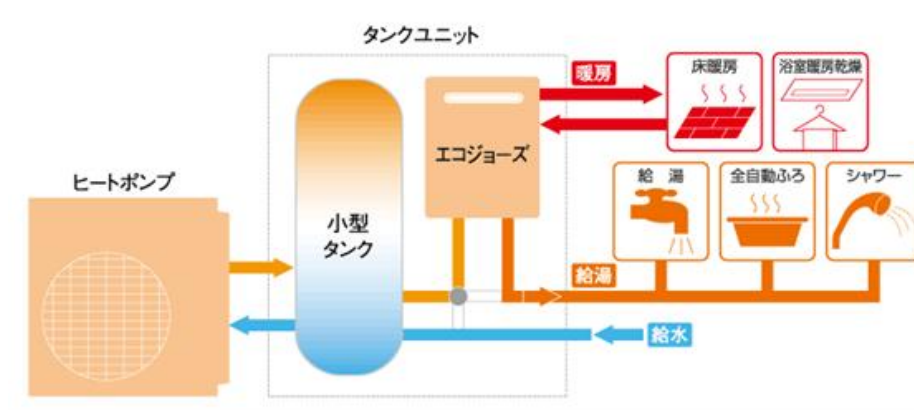 タンクユニット
暖房
床暖房
浴室暖房乾燥
エコジョーズ
ヒートポンプ
給 湯
全自動ふろ
シャワー
小型
タンク
給湯
給水